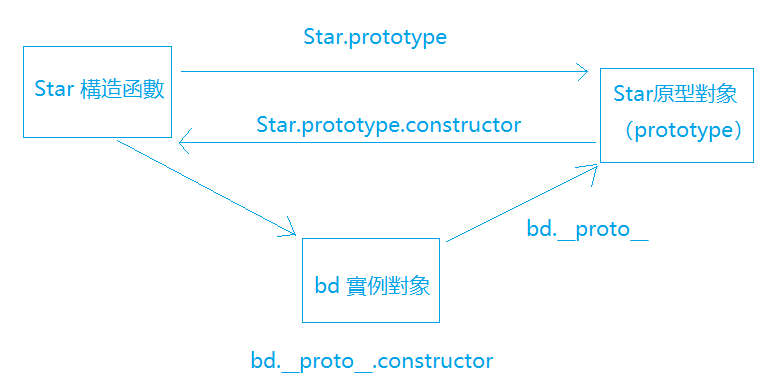 Star.prototype
Star 構造函數
Star原型對象
（prototype）
Star.prototype.constructor
bd.__proto__
bd 實例對象
bd.__proto__.constructor